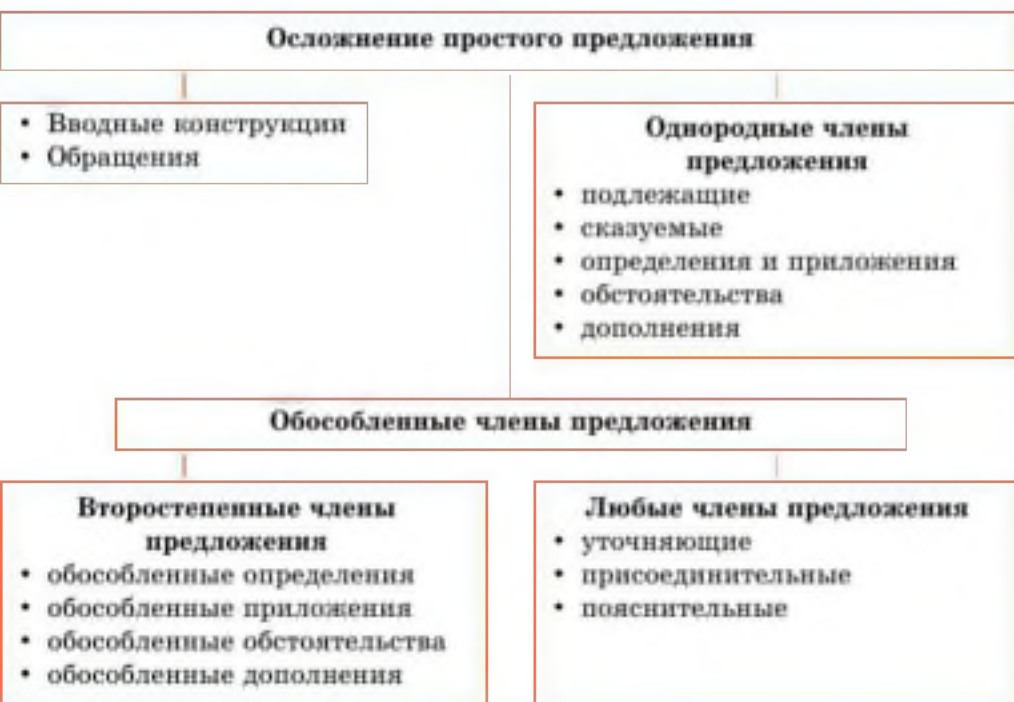 Осложнение простого предложения
• Вводные конструкции
• Обращения
Однородные члены
предложения
• подлежащие
• сказуемые
• определения и приложения
• обстоятельства
• дополнения
Обособленные члены предложения
Второстепенные члены
предложения
• обособленные определения
• обособленные приложения
• обособленные обстоятельства
• обособленные дополнения
Любые члены предложения
• уточняющие
• присоединительные
• пояснительные